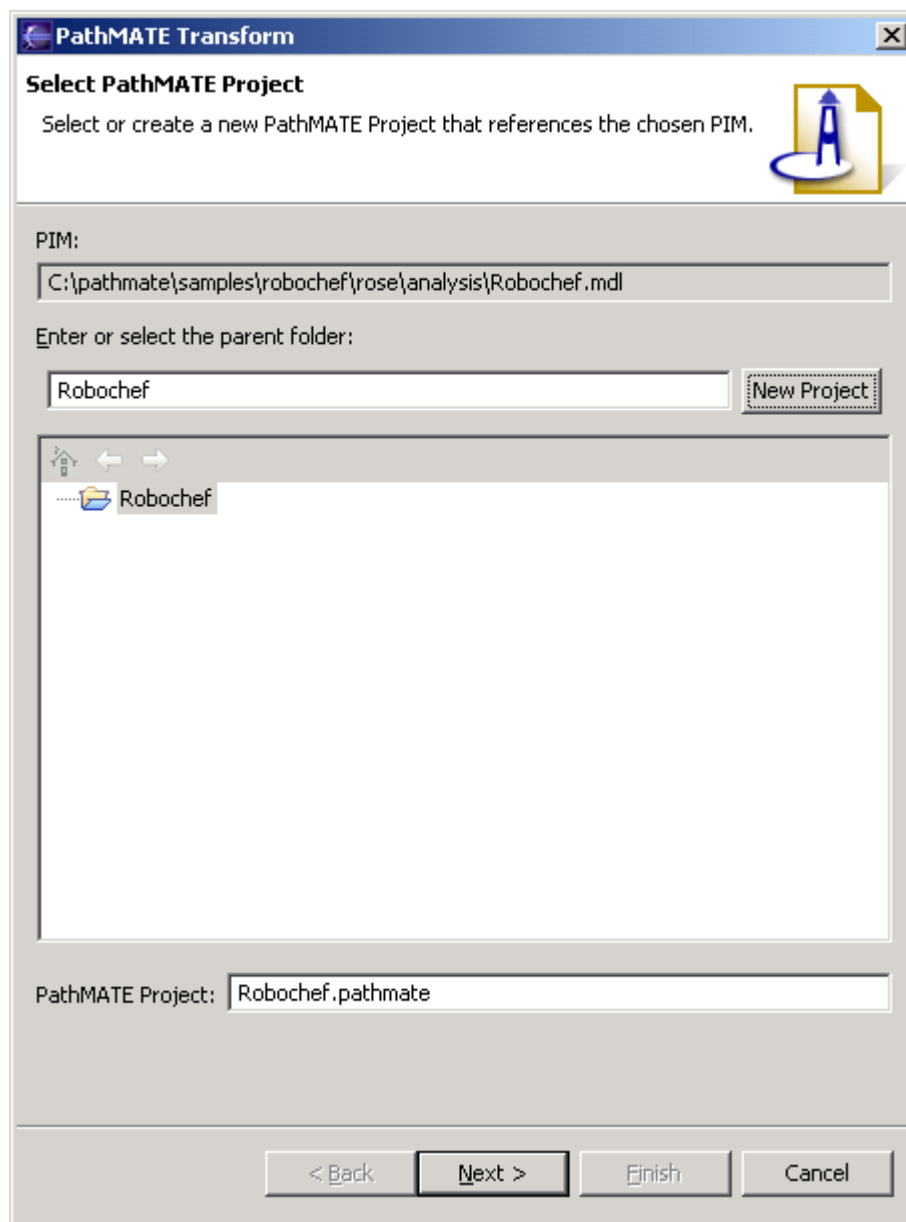 PathMATE Transform
Select PathMATE Project
Select or create a new PathMATE Project that references the chosen PIM.
PIM:
C:\pathmate\samples\robochef\rose\analysis\Robochef.mdl
Enter or select the parent folder:
Robochef
New Project
Robochef
PathMATE Project:
Robochef.pathmate
< Back
Next >
Finish
Cancel